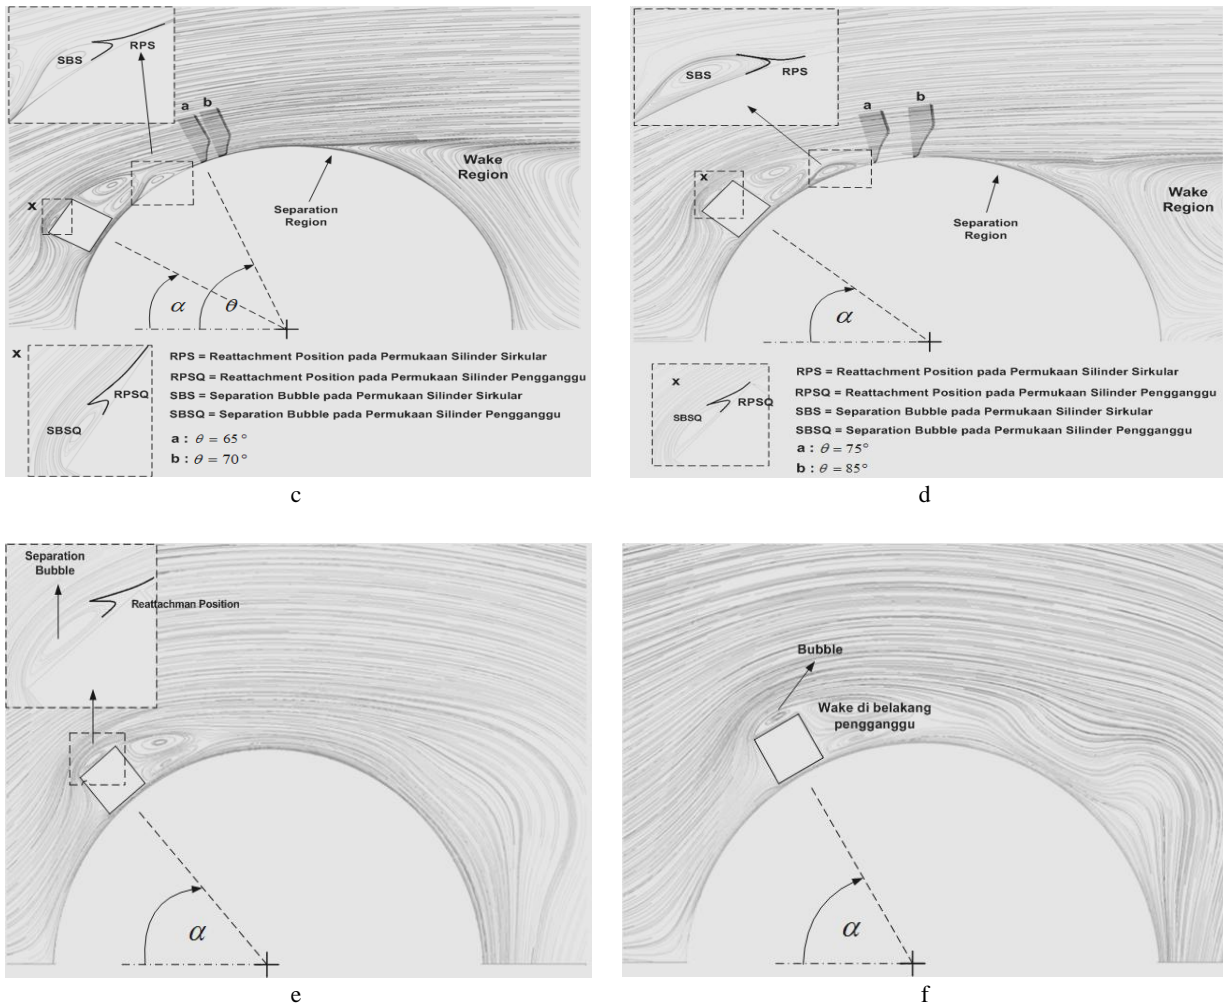 SBS
RPS
a
b
x
Wake
Region
Separation
Region
α
θ
x
RPSQ
SBSQ
RPS = Reattachment Position pada Permukaan Silinder Sirkular
RPSQ = Reattachment Position pada Permukaan Silinder Pengganggu
SBS = Separation Bubble pada Permukaan Silinder Sirkular
SBSQ = Separation Bubble pada Permukaan Silinder Pengganggu
a : θ = 65°
b : θ = 70°
c
SBS
RPS
a
b
x
Wake
Region
Separation
Region
α
x
RPSQ
SBSQ
RPS = Reattachment Position pada Permukaan Silinder Sirkular
RPSQ = Reattachment Position pada Permukaan Silinder Pengganggu
SBS = Separation Bubble pada Permukaan Silinder Sirkular
SBSQ = Separation Bubble pada Permukaan Silinder Pengganggu
a : θ = 75°
b : θ = 85°
d
Separation
Bubble
Reattachman Position
α
e
Bubble
Wake di belakang
pengganggu
α
f